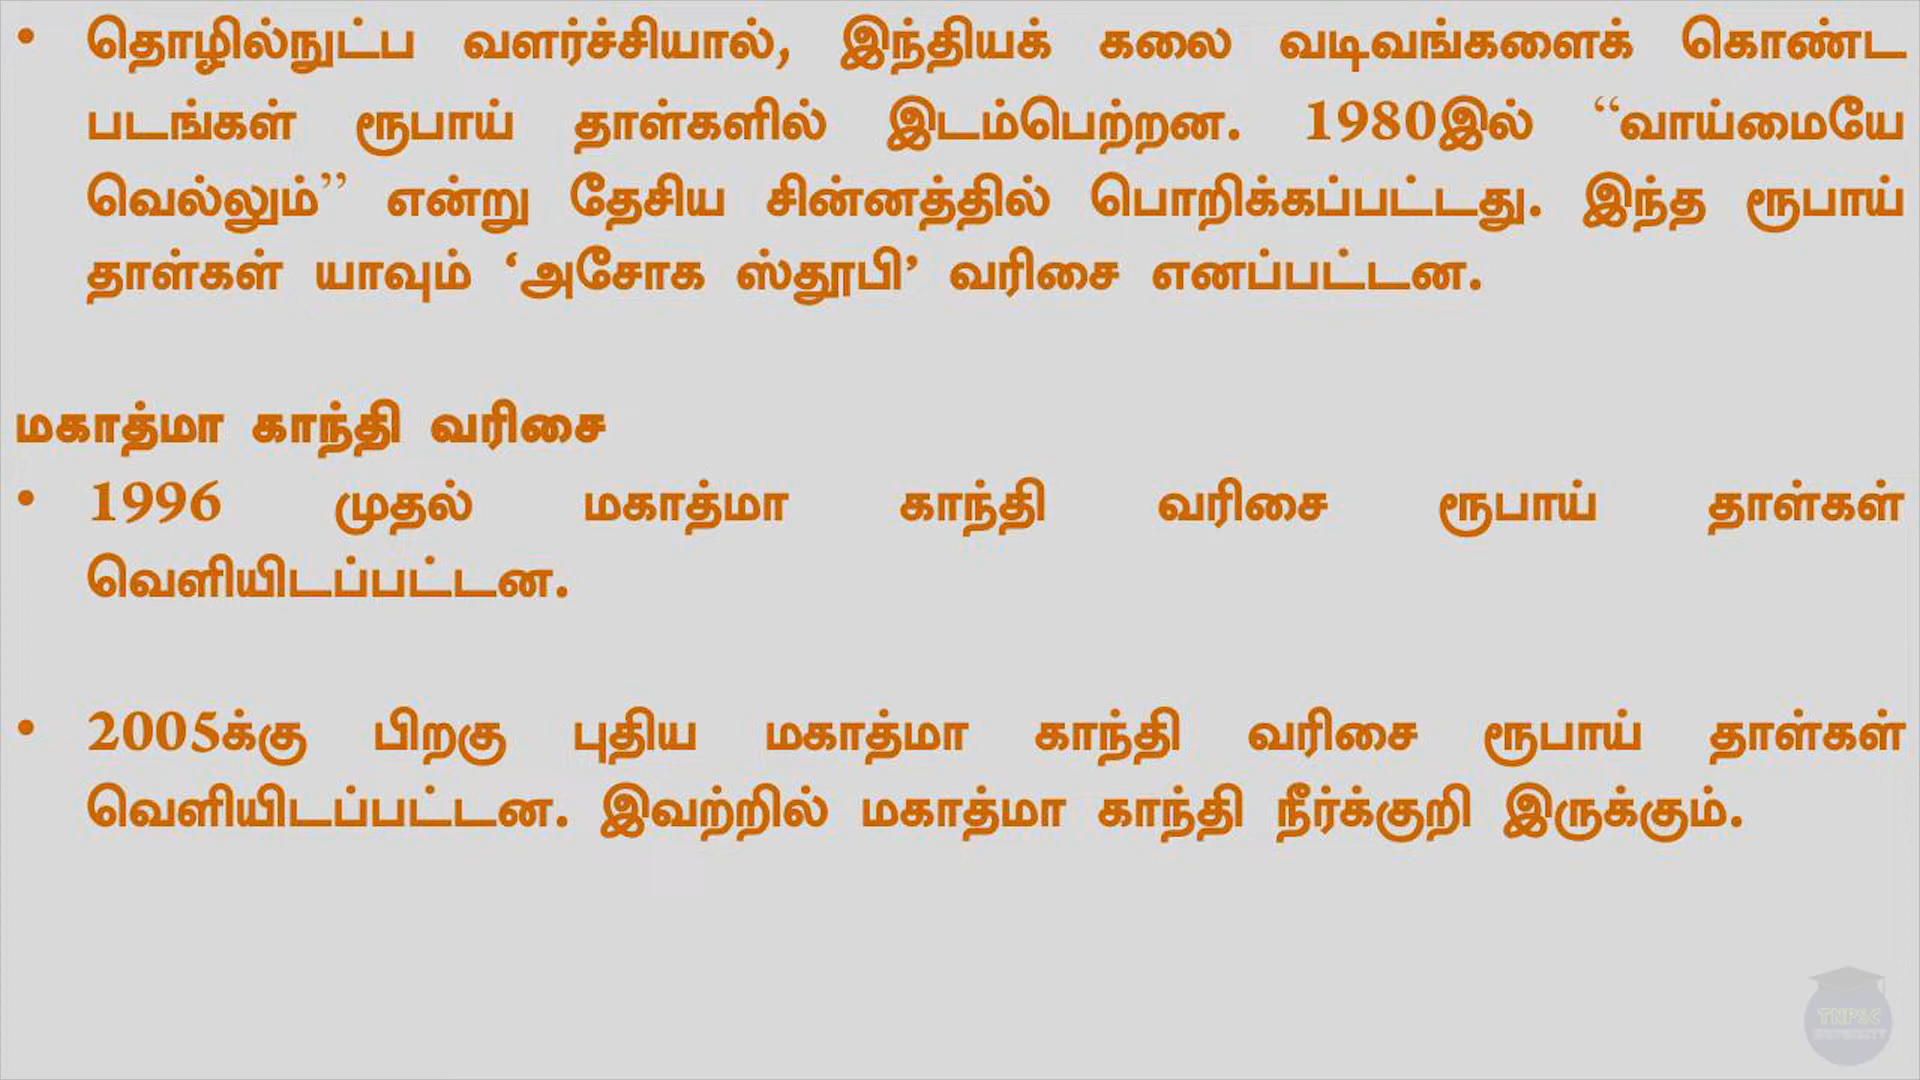 • தொழில்நுட்ப வளர்ச்சியால், இந்தியக் கலை வடிவங்களைக் கொண்ட
படங்கள் ரூபாய் தாள்களில் இடம்பெற்றன. 1980இல் “வாய்மையே
வெல்லும்” என்று தேசிய சின்னத்தில் பொறிக்கப்பட்டது. இந்த ரூபாய்
தாள்கள் யாவும் ‘அசோக ஸ்தூபி’ வரிசை எனப்பட்டன.
மகாத்மா காந்தி வரிசை
• 1996 முதல் மகாத்மா காந்தி வரிசை ரூபாய் தாள்கள்
வெளியிடப்பட்டன.
• 2005க்கு பிறகு புதிய மகாத்மா காந்தி வரிசை ரூபாய் தாள்கள்
வெளியிடப்பட்டன. இவற்றில் மகாத்மா காந்தி நீர்க்குறி இருக்கும்.
TNPSC